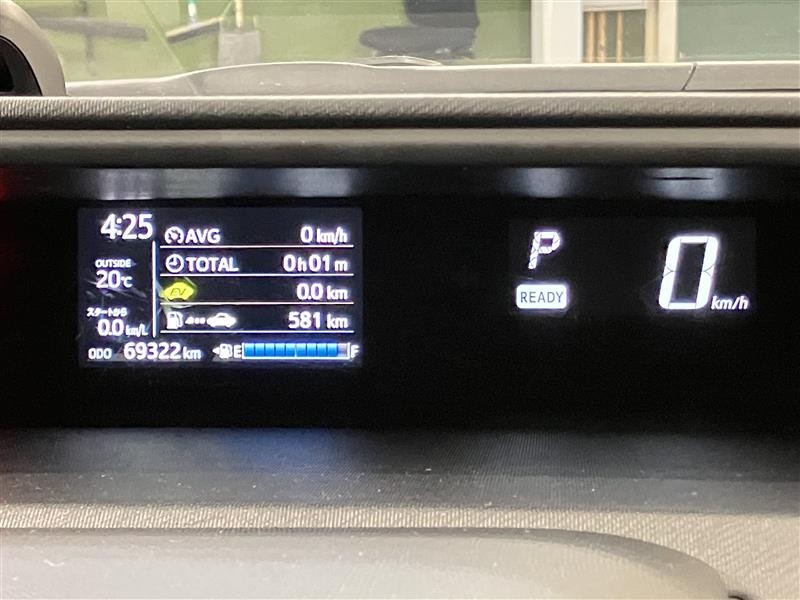 4:25
AVG 0 km/h
OUTSIDE
20℃
TOTAL 0h01m
EV 0.0 km
スタートから
0.0 km/L
581 km
ODO 69322 km E F
P
READY
0 km/h